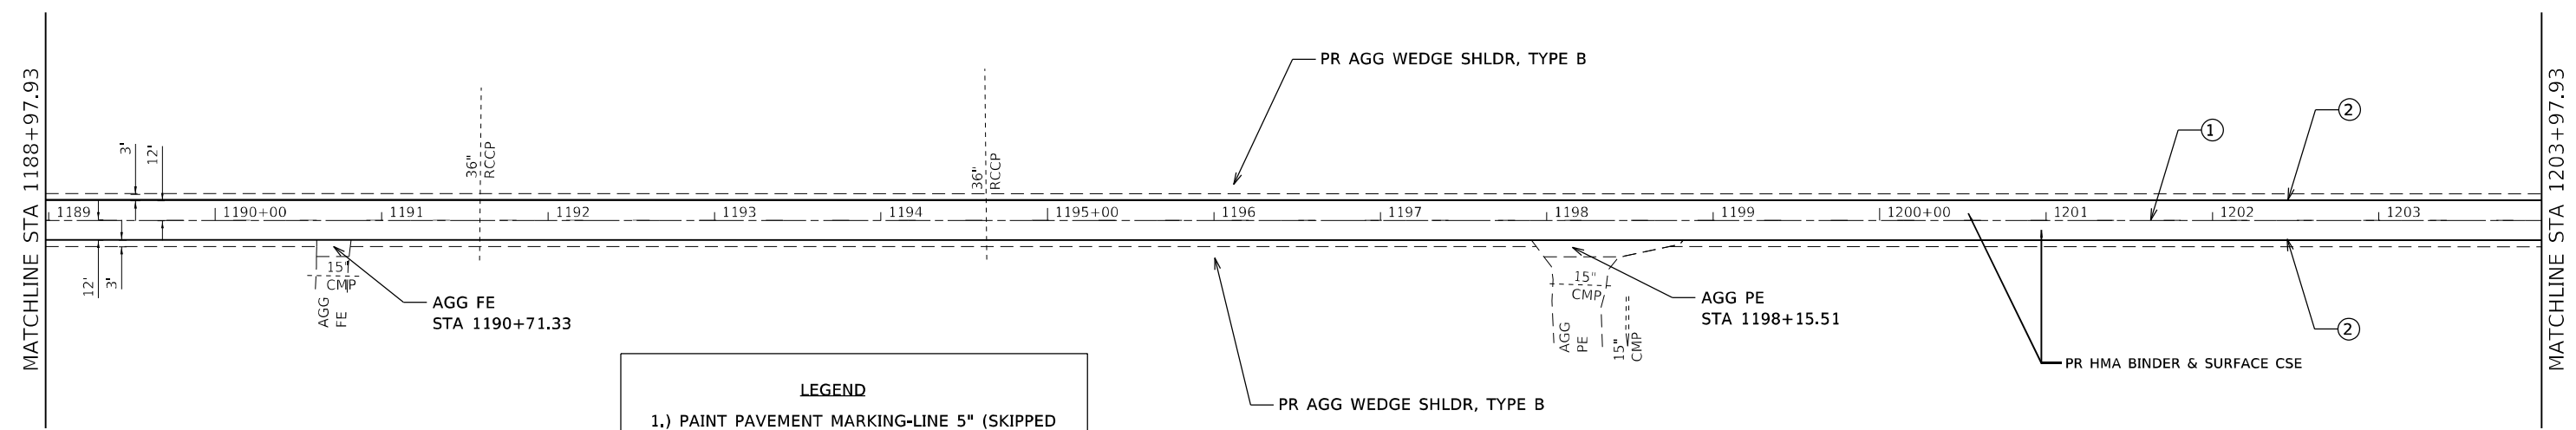 MATCHLINE STA 1188+97.93
MATCHLINE STA 1203+97.93
PR AGG WEDGE SHLDR, TYPE B
2
1
3'
12'
36"
RCCP
36"
RCCP
1189
1190+00
1191
1192
1193
1194
1195+00
1196
1197
1198
1199
1200+00
1201
1202
1203
12'
3'
15"
CMP
AGG
FE
AGG FE
STA 1190+71.33
15"
CMP
AGG
PE
15"
CMP
AGG PE
STA 1198+15.51
2
PR HMA BINDER & SURFACE CSE
PR AGG WEDGE SHLDR, TYPE B
LEGEND
1.) PAINT PAVEMENT MARKING-LINE 5" (SKIPPED